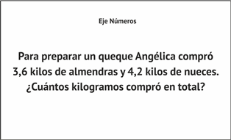 Eje Números
Para preparar un queque Angélica compró
3,6 kilos de almendras y 4,2 kilos de nueces.
¿Cuántos kilogramos compró en total?